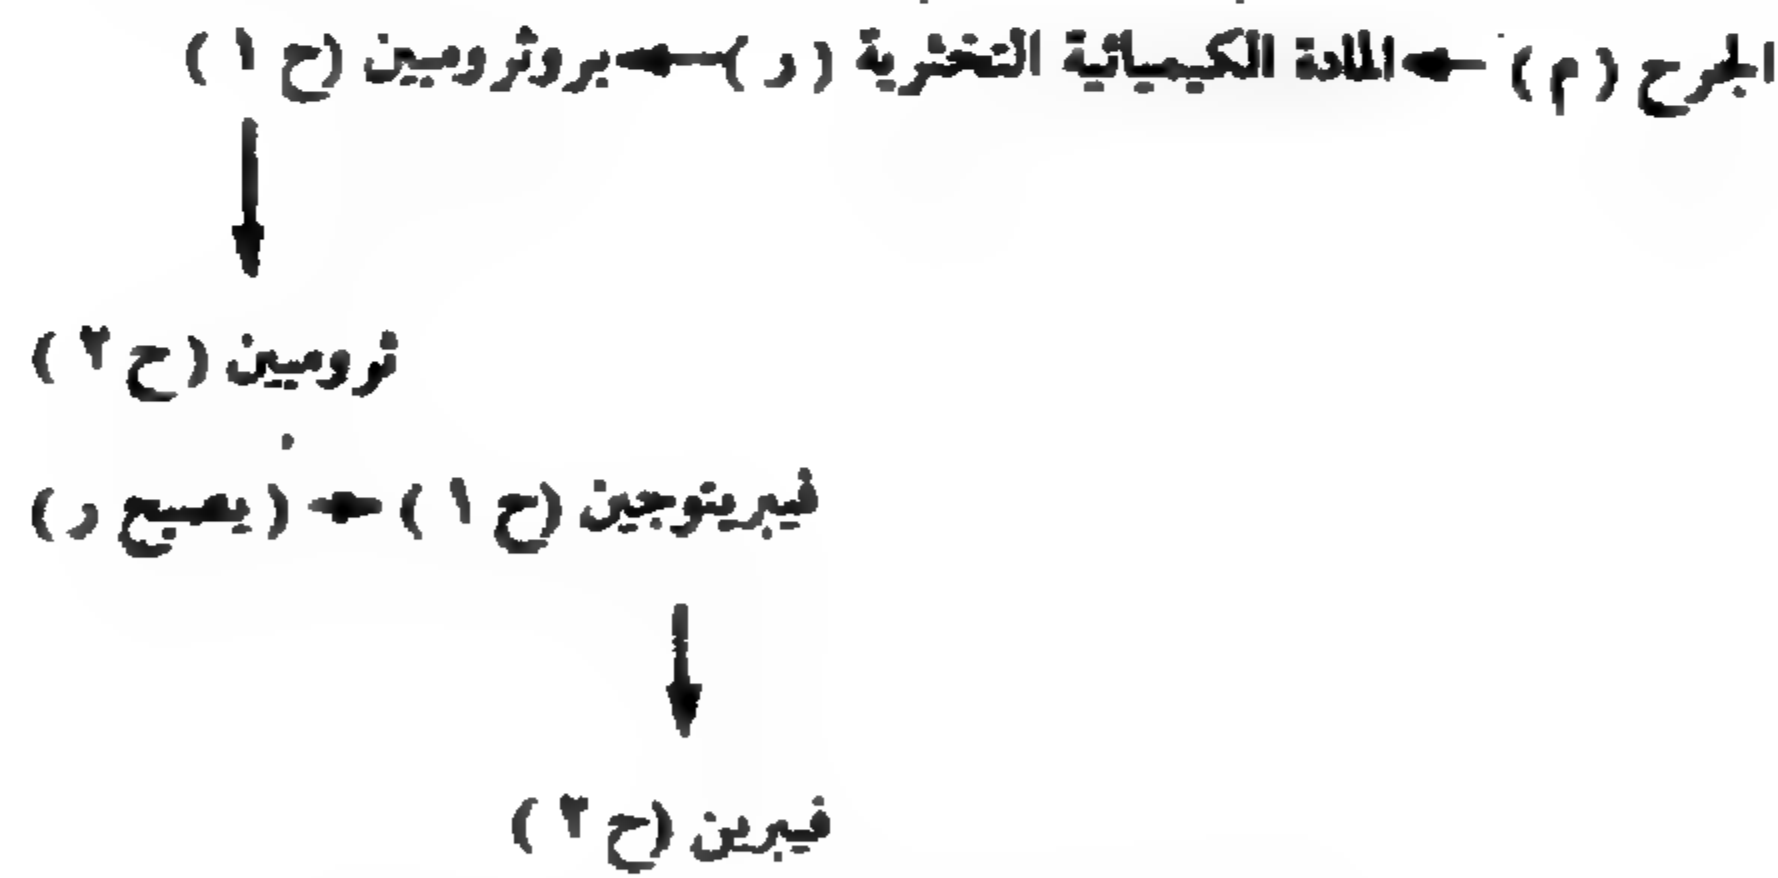 الجرح ( م ) ← المادة الكيميائية التخثرية ( ر ) ← بروثرومبين (ح ١ )
ثرومبين (ح ٢ )
فيبرينوجين (ح ١ ) ← ( يصبح ر )
فيبرين (ح ٢ )